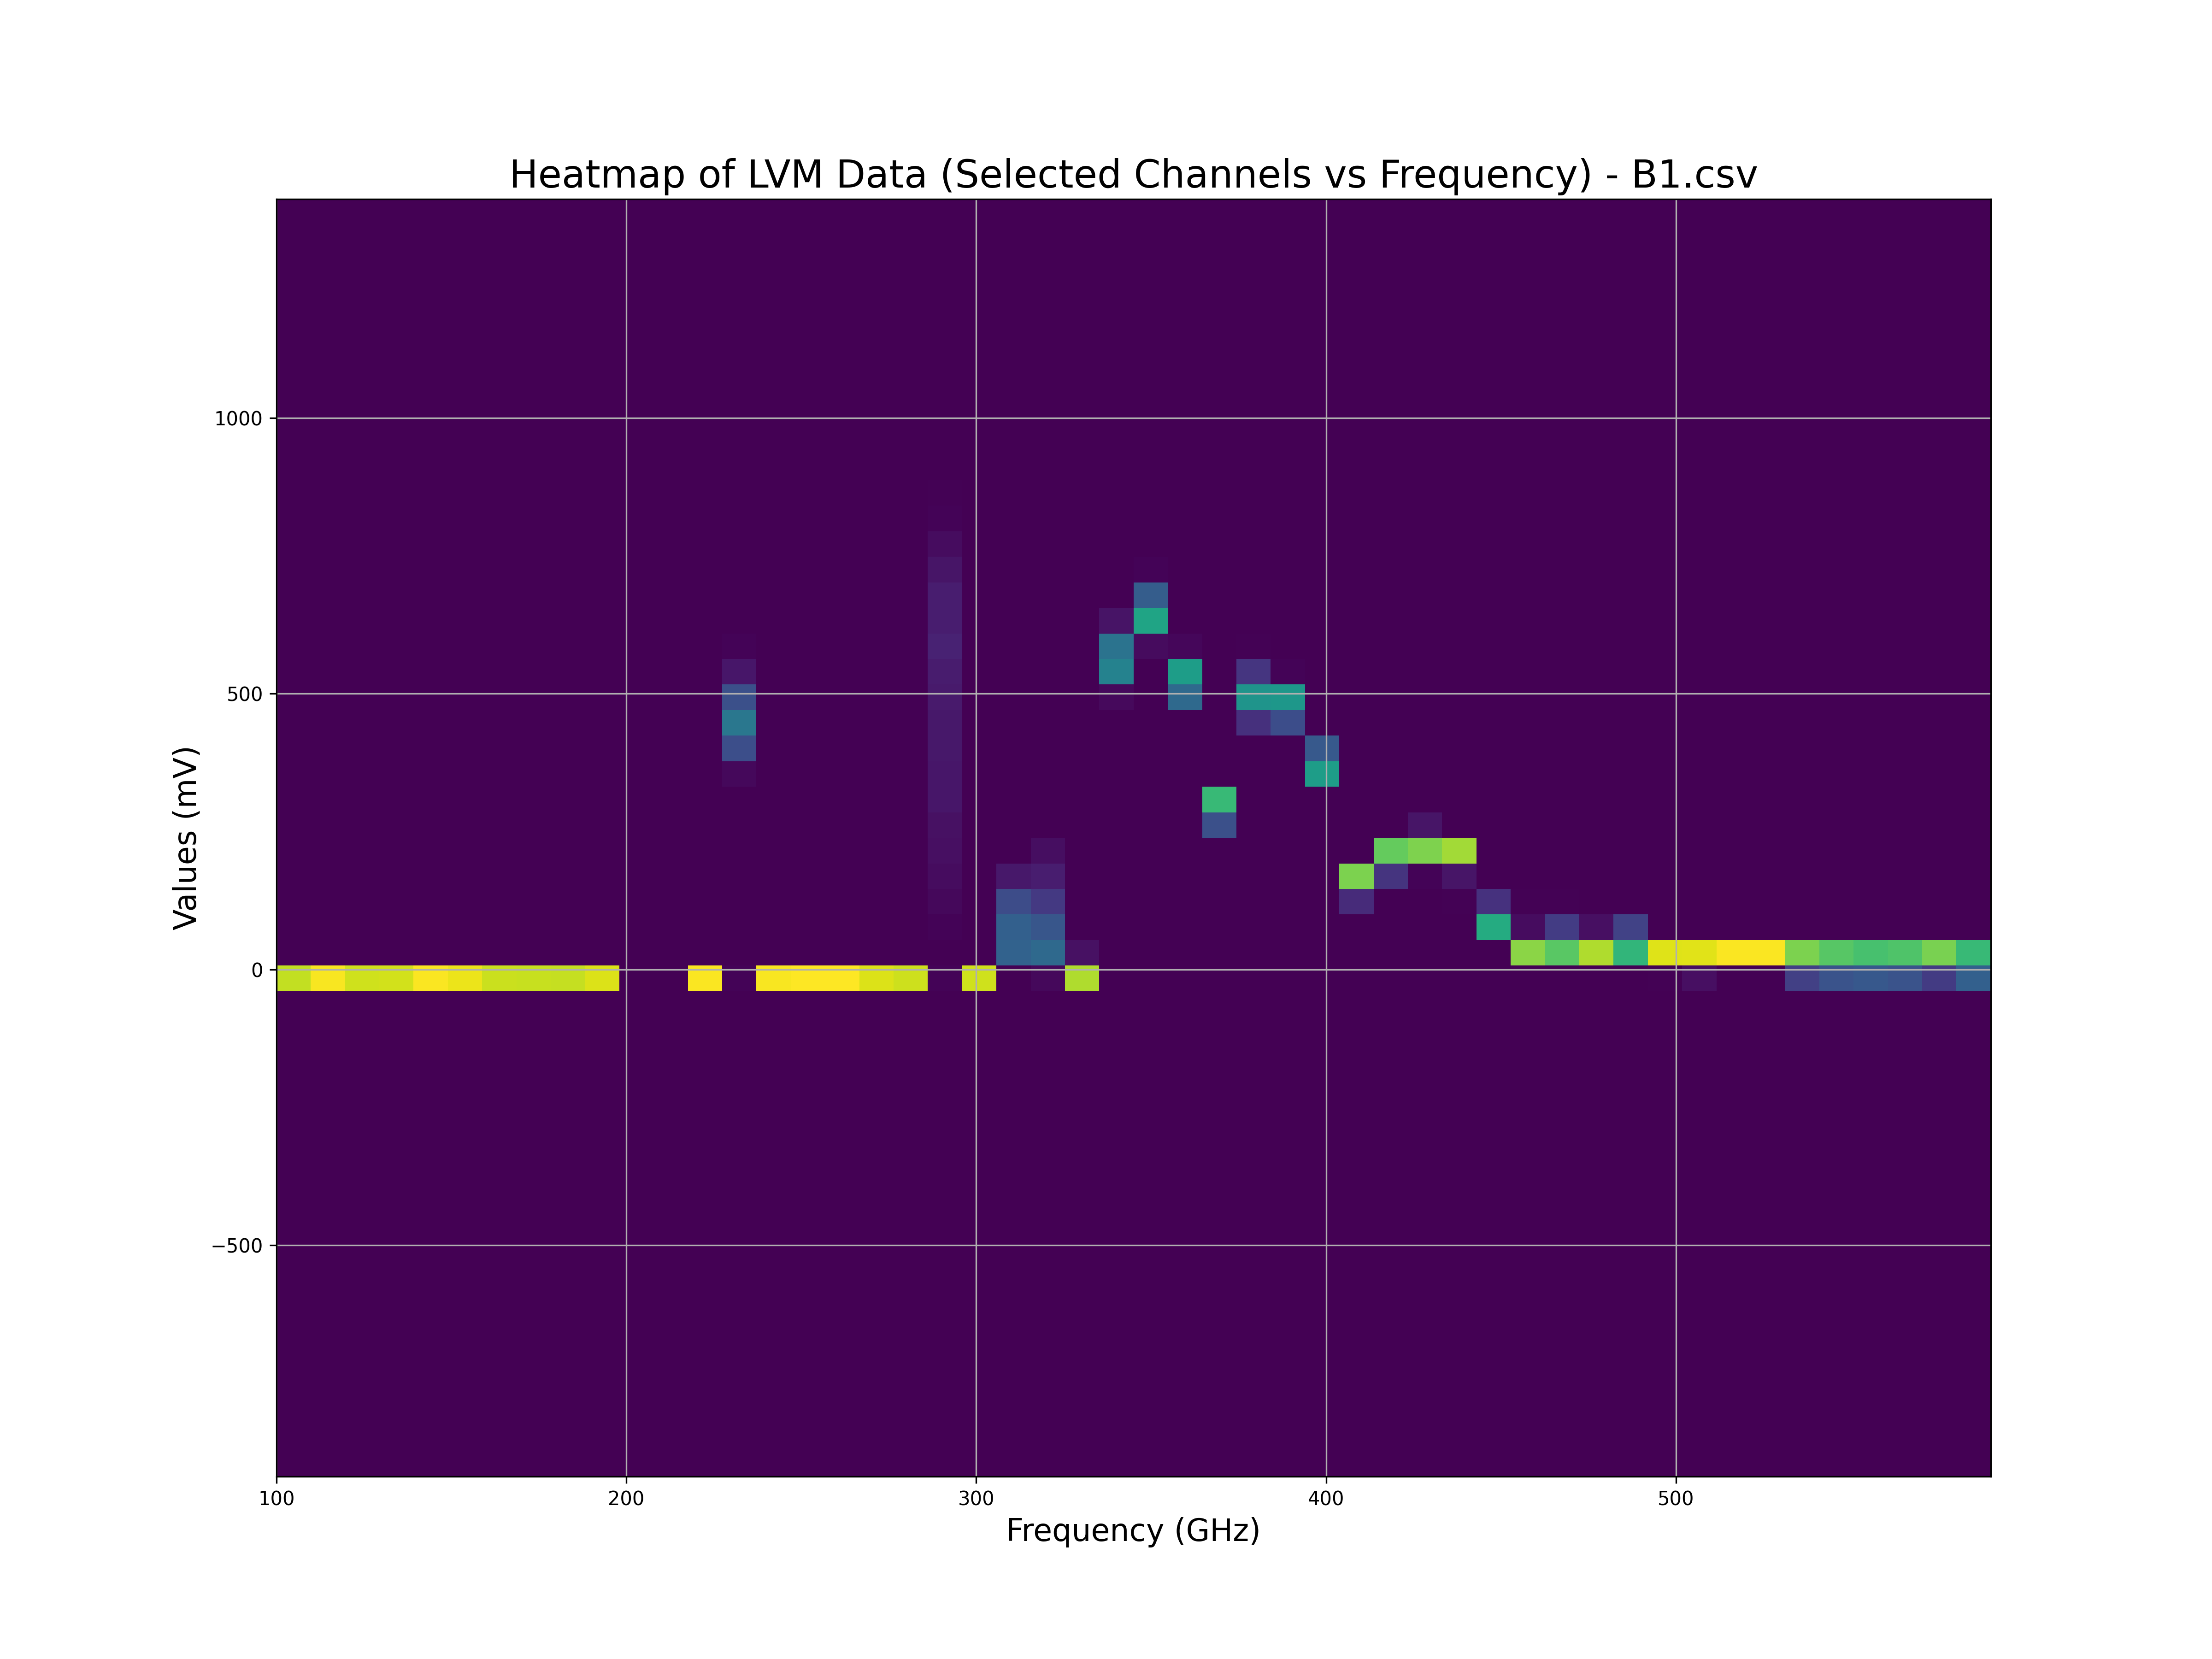 Heatmap of LVM Data (Selected Channels vs Frequency) - B1.csv
1000
500
0
−500
Values (mV)
100 200 300 400 500
Frequency (GHz)